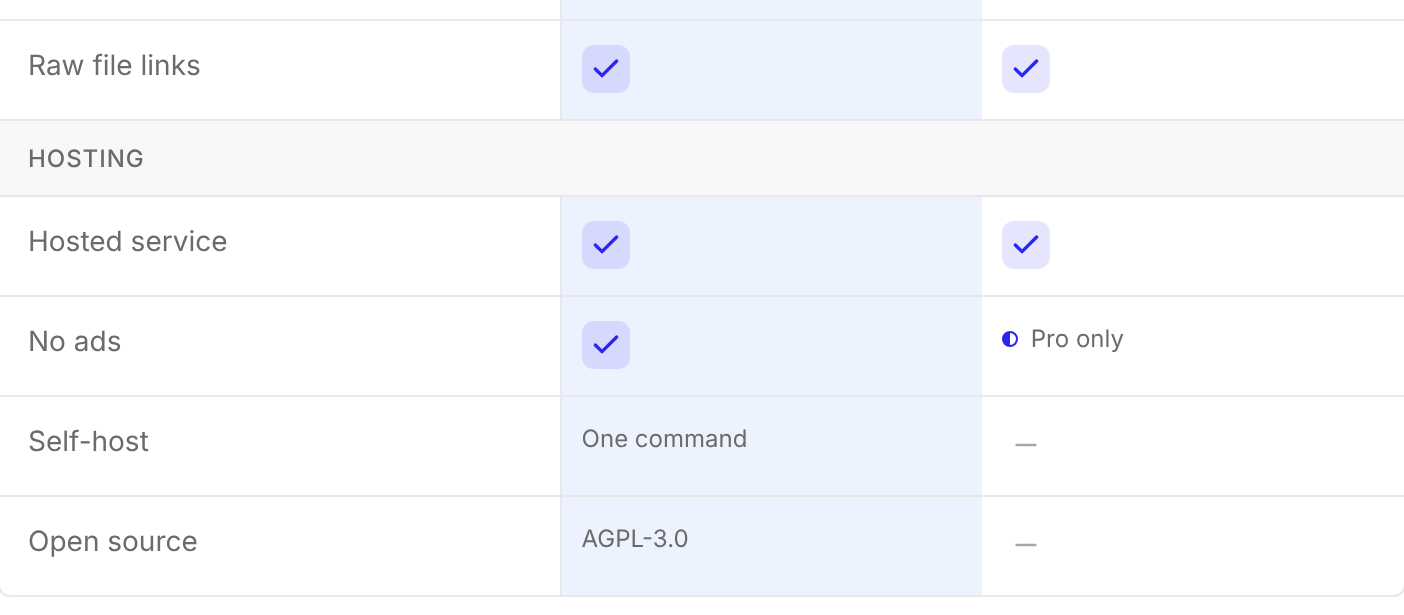 Raw file links
HOSTING
Hosted service
No ads
Pro only
Self-host
One command
Open source
AGPL-3.0